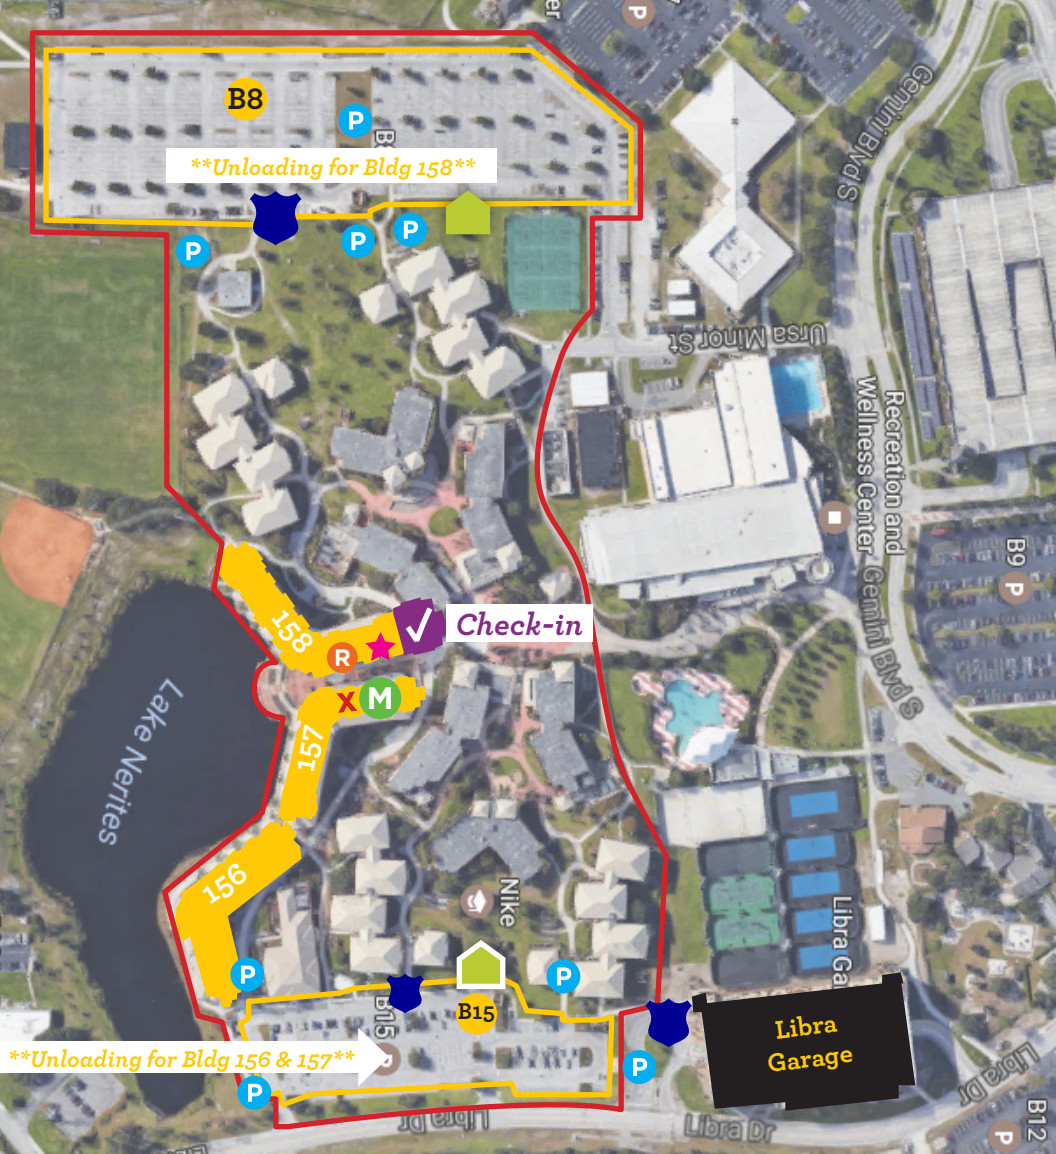 er
P
B8
P
B8
**Unloading for Bldg 158**
Gemini Blvd S
P
P
P
Ursa Minor St
Recreation and
Wellness Center
B9
P
Gemini Blvd S
158
✓
Check-in
R
X
M
157
Lake Nerites
156
Nike
Libra Ga
P
P
B15
B15
Libra
Garage
**Unloading for Bldg 156 & 157**
P
P
P
Libra Dr
Libra Dr
Libra Dr
B12
P